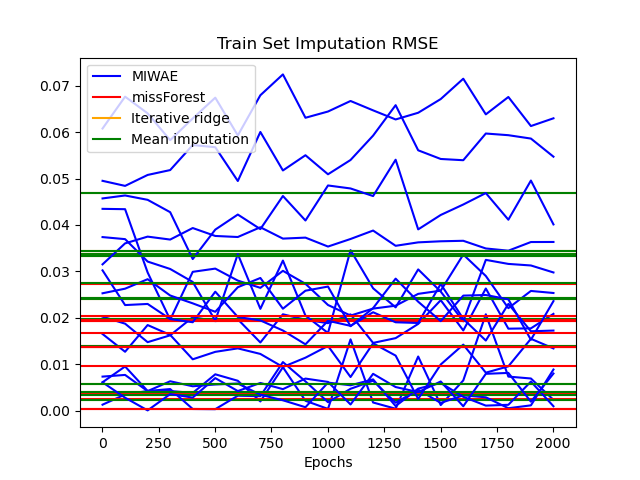 Train Set Imputation RMSE
MIWAE
missForest
Iterative ridge
Mean imputation
0.07
0.06
0.05
0.04
0.03
0.02
0.01
0.00
0 250 500 750 1000 1250 1500 1750 2000
Epochs